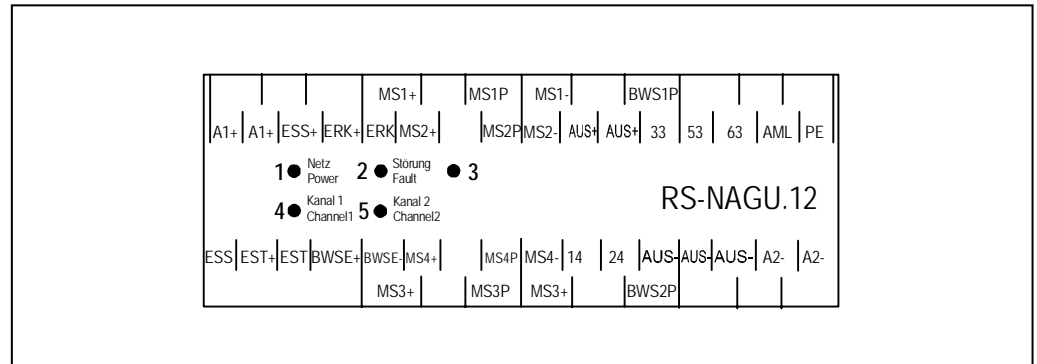 MS1+ MS1P MS1- BWS1P
A1+ A1+ ESS+ ERK+ ERK MS2+ MS2P MS2- AUS+ AUS+ 33 53 63 AML PE
1 Netz 2 Störung 3
Power Fault
4 Kanal 1 5 Kanal 2
Channel1 Channel2
RS-NAGU.12
ESS EST+ EST BWSE+ BWSE- MS4+ MS4P MS4- 14 24 AUS- AUS- AUS- A2- A2-
MS3+ MS3P MS3+ BWS2P